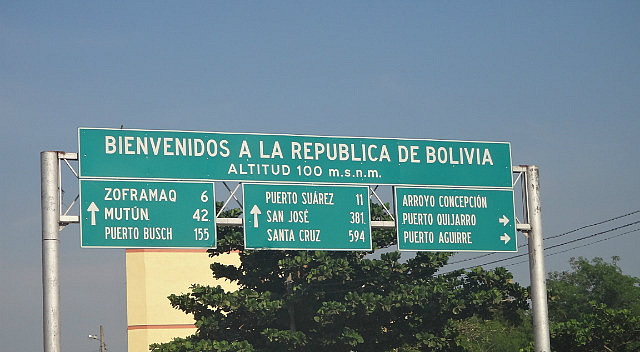 BIENVENIDOS A LA REPUBLICA DE BOLIVIA
ALTITUD 100 m.s.n.m.
ZOFRAMAQ 6
MUTÚN 42
PUERTO BUSCH 155
PUERTO SUÁREZ 11
SAN JOSÉ 381
SANTA CRUZ 594
ARROYO CONCEPCIÓN
PUERTO QUIJARRO
PUERTO AGUIRRE